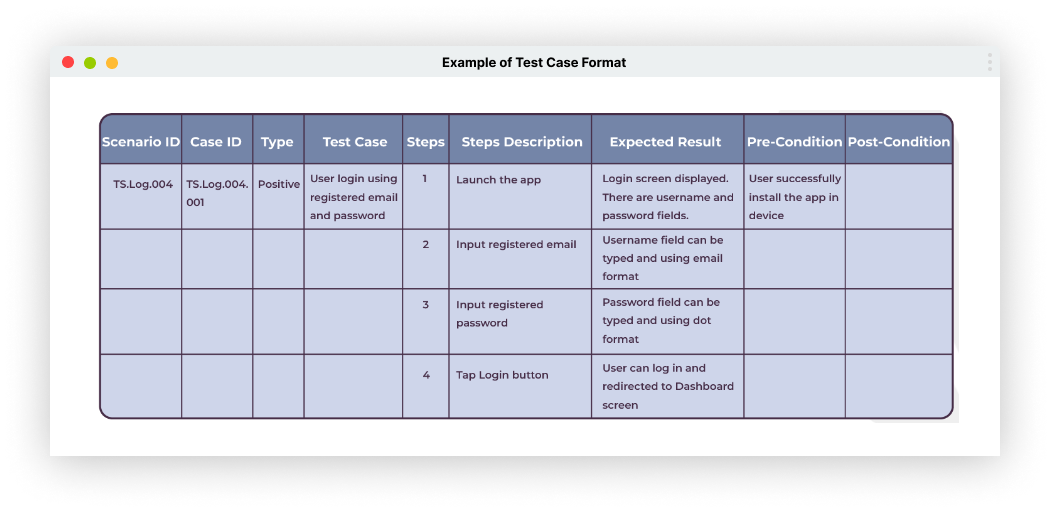 Example of Test Case Format
Scenario ID Case ID Type Test Case Steps Steps Description Expected Result Pre-Condition Post-Condition
TS.Log.004
TS.Log.004.
001
Positive
User login using
registered email
and password
1
Launch the app
Login screen displayed.
There are username and
password fields.
User successfully
install the app in
device
2
Input registered email
Username field can be
typed and using email
format
3
Input registered
password
Password field can be
typed and using dot
format
4
Tap Login button
User can log in and
redirected to Dashboard
screen